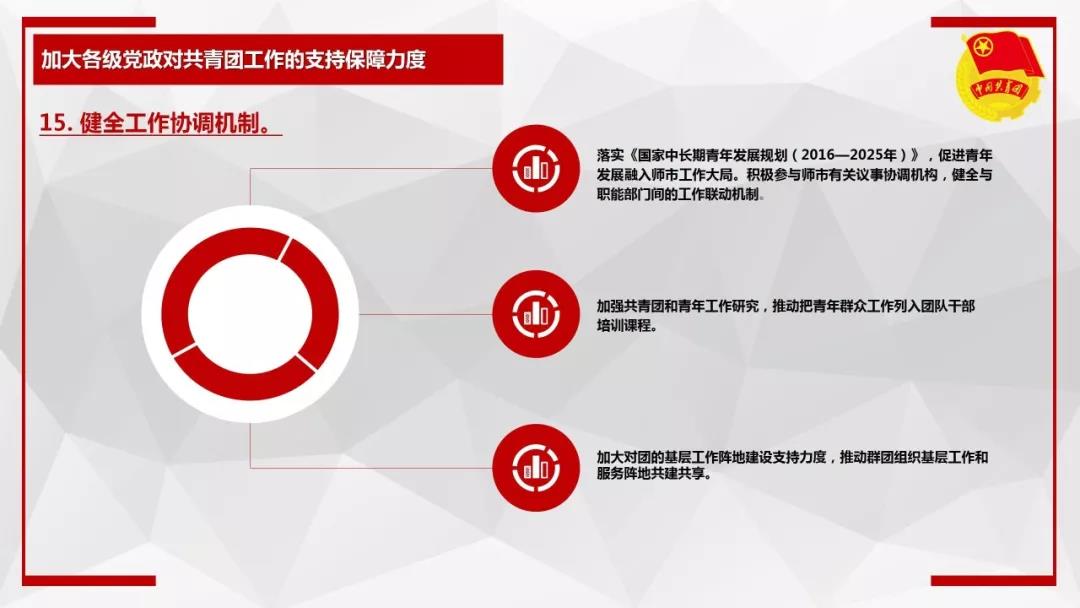 加大各级党政对共青团工作的支持保障力度
中国共青团
15. 健全工作协调机制。
落实《国家中长期青年发展规划（2016—2025年）》，促进青年
发展融入师市工作大局。积极参与师市有关议事协调机构，健全与
职能部门间的工作联动机制。
加强共青团和青年工作研究，推动把青年群众工作列入团队干部
培训课程。
加大对团的基层工作阵地建设支持力度，推动群团组织基层工作和
服务阵地共建共享。